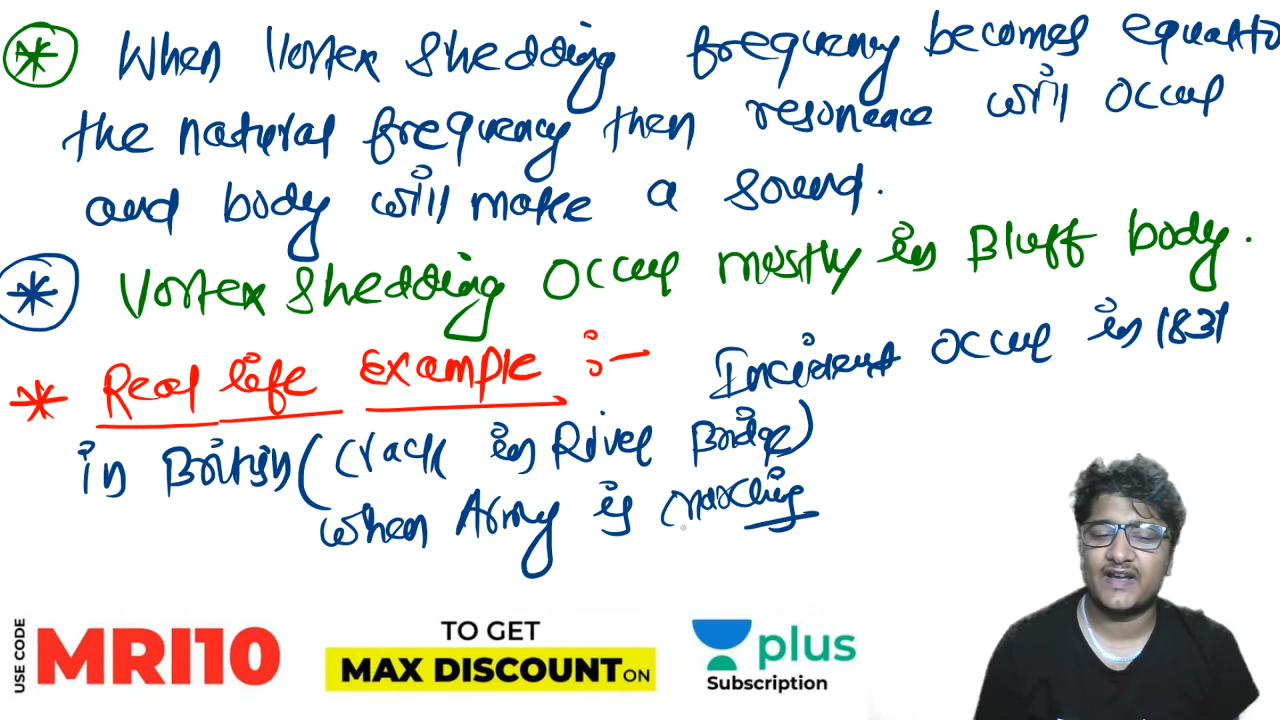 When Vortex Shedding frequency becomes equal to
the natural frequency then resonance will occur
and body will make a sound.
Vortex Shedding Occur mostly in Bluff body.
* Real life Example :- Incident Occur in 1831
in British (Crack in River Bridge)
when Army is marching
USE CODE MRI10
TO GET
MAX DISCOUNT ON
plus
Subscription